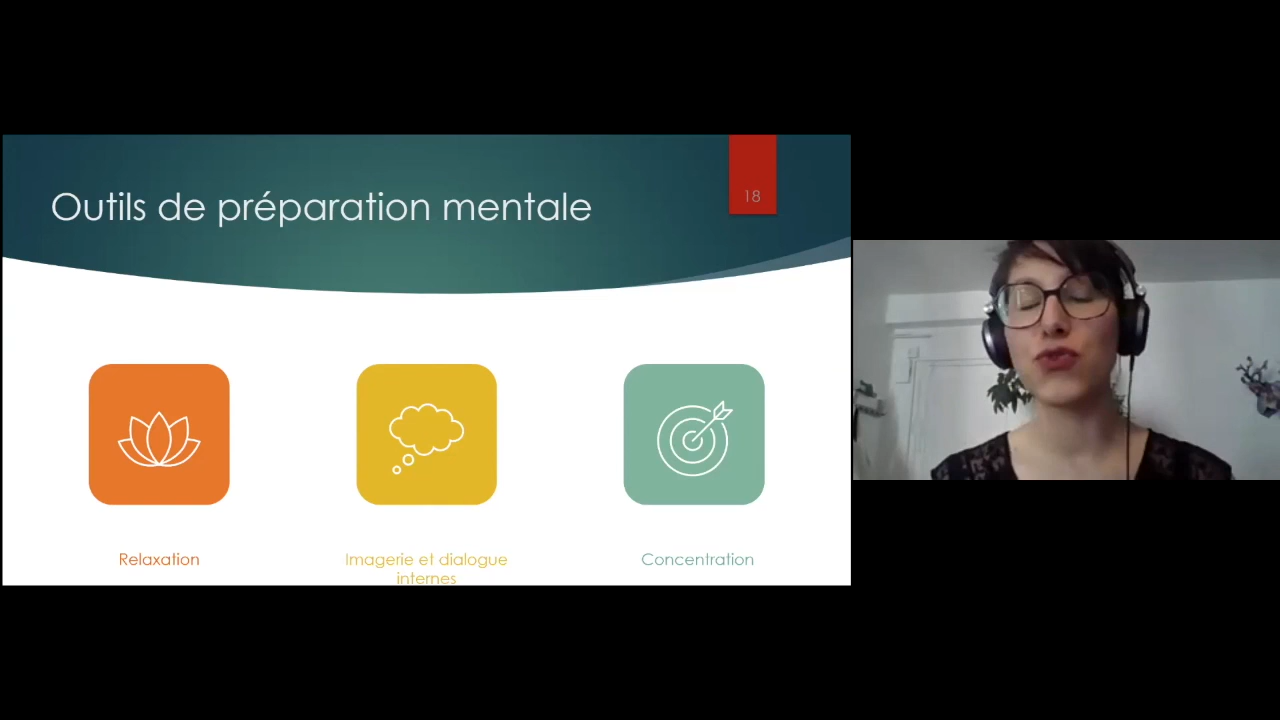 Outils de préparation mentale
18
Relaxation
Imagerie et dialogue
internes
Concentration